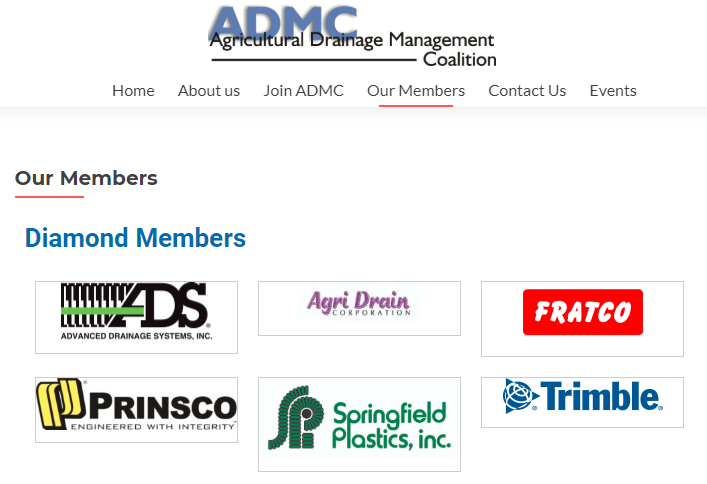 ADMC
Agricultural Drainage Management
Coalition
Home About us Join ADMC Our Members Contact Us Events
Our Members
Diamond Members
ADS
ADVANCED DRAINAGE SYSTEMS, INC.
Agri Drain
CORPORATION
FRATCO
PRINSCO
ENGINEERED WITH INTEGRITY
Springfield
Plastics, inc.
Trimble